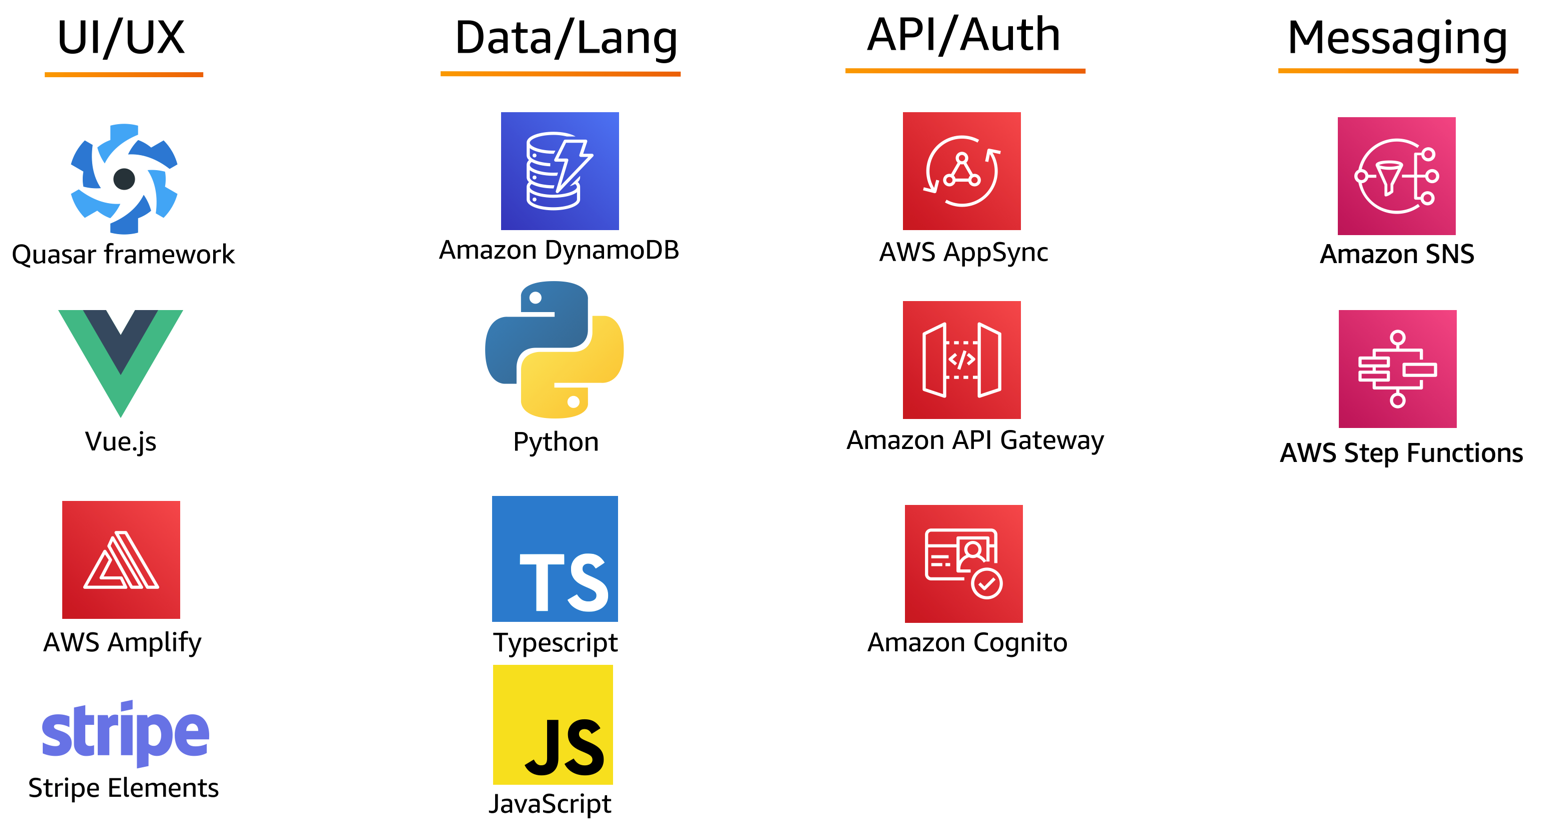 UI/UX
Data/Lang
API/Auth
Messaging
Quasar framework
Amazon DynamoDB
AWS AppSync
Amazon SNS
Vue.js
Python
</>
Amazon API Gateway
AWS Step Functions
AWS Amplify
TS
Typescript
Amazon Cognito
stripe
Stripe Elements
JS
JavaScript